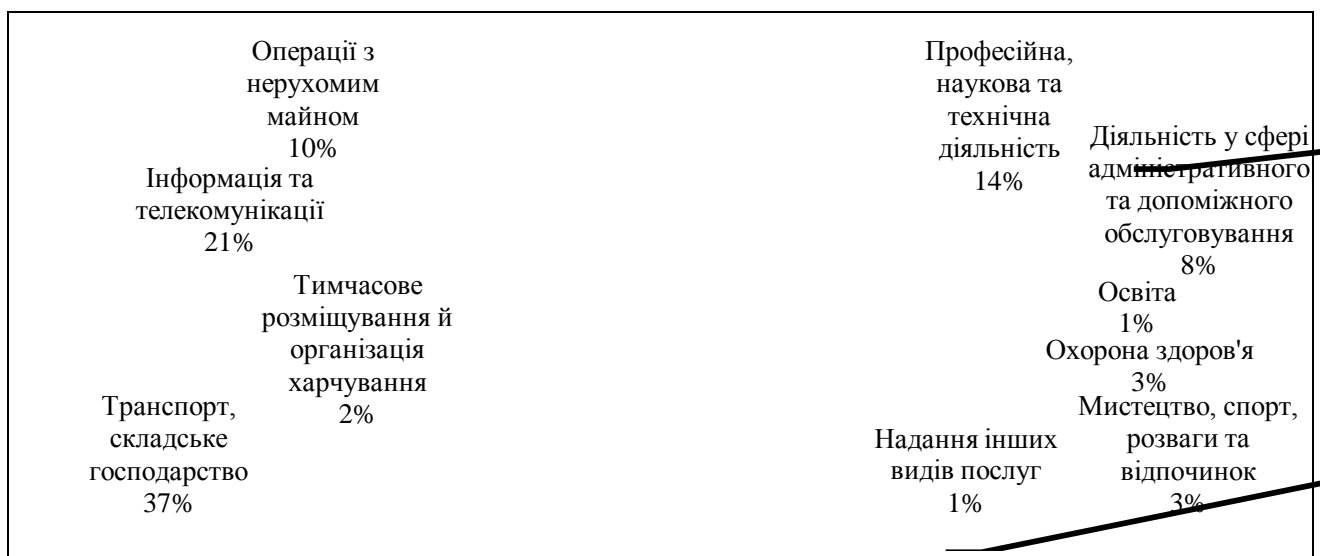 Операції з
нерухомим
майном
10%
Інформація та
телекомунікації
21%
Тимчасове
розміщування й
організація
харчування
2%
Транспорт,
складське
господарство
37%
Професійна,
наукова та
технічна
діяльність
14%
Діяльність у сфері
адміністративного
та допоміжного
обслуговування
8%
Освіта
1%
Охорона здоров'я
3%
Мистецтво, спорт,
розваги та
відпочинок
3%
Надання інших
видів послуг
1%